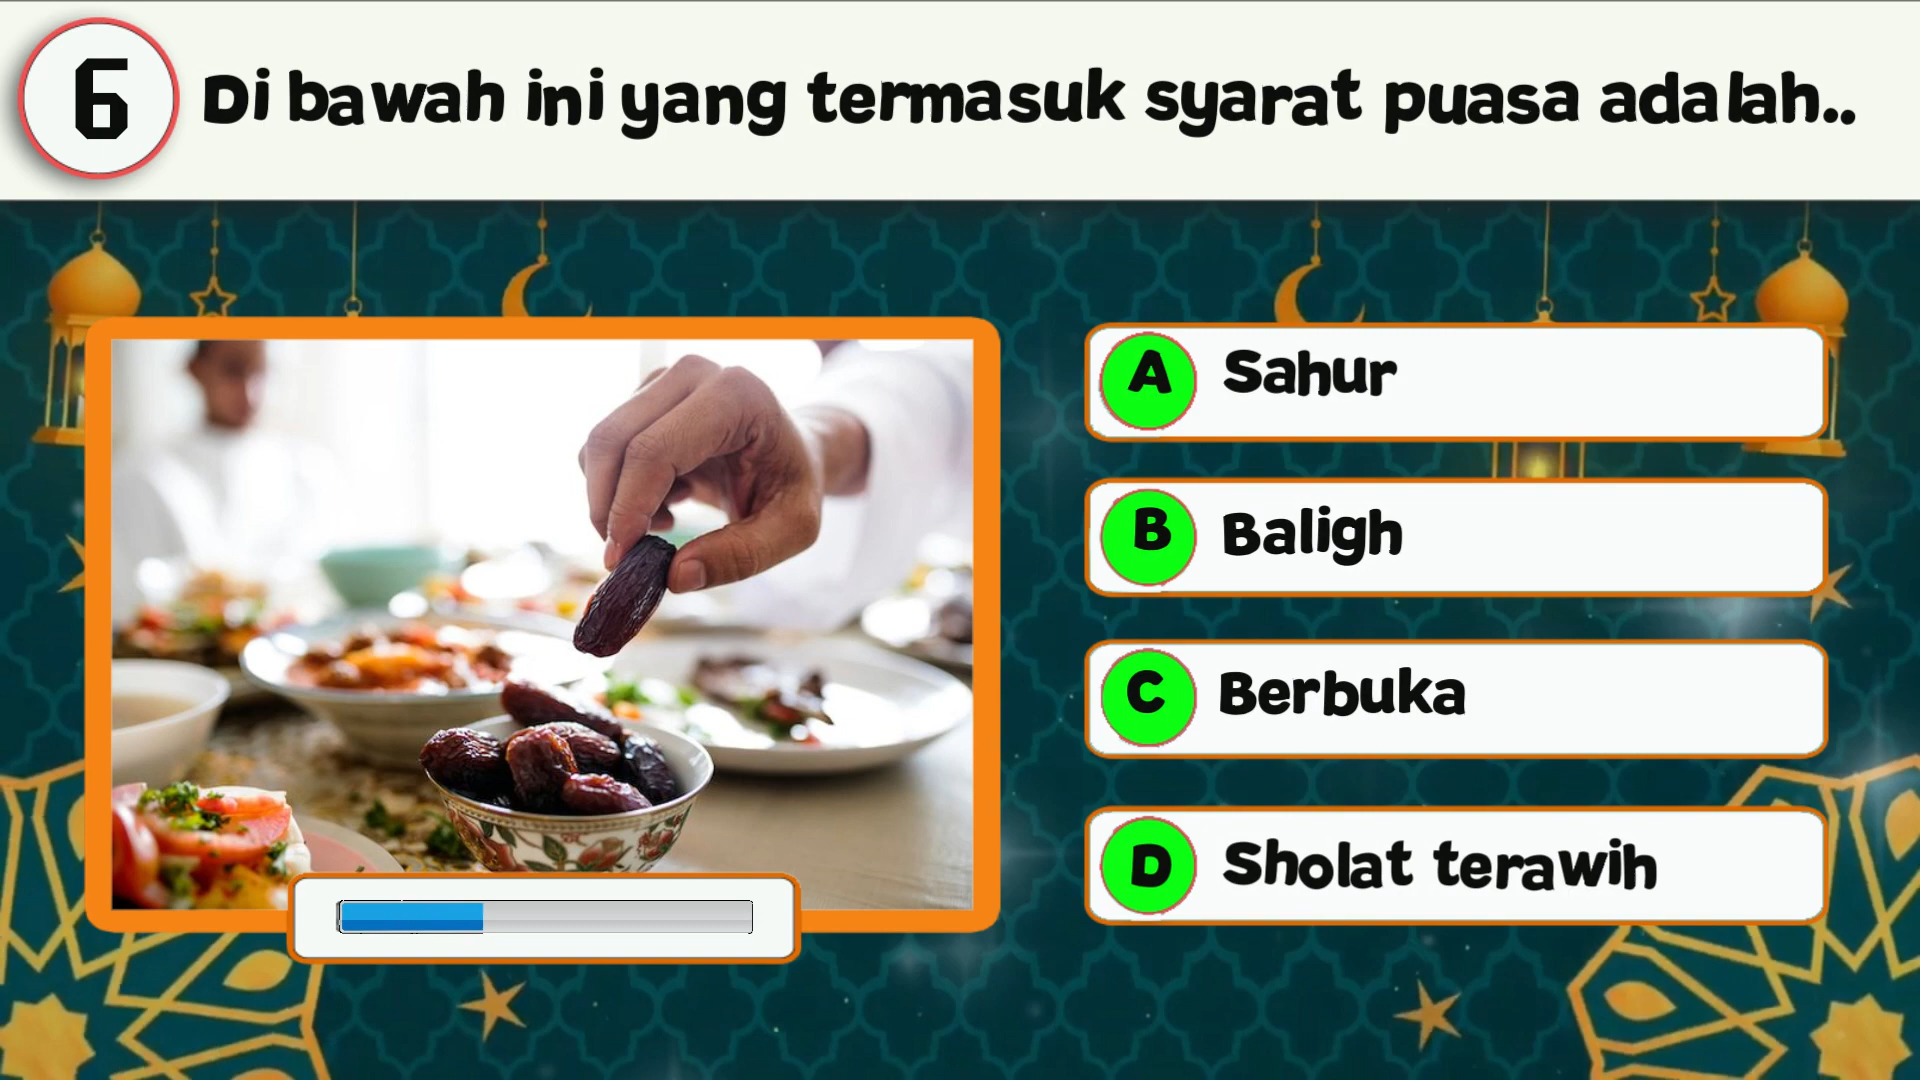 6
Di bawah ini yang termasuk syarat puasa adalah..
A Sahur
B Baligh
C Berbuka
D Sholat terawih